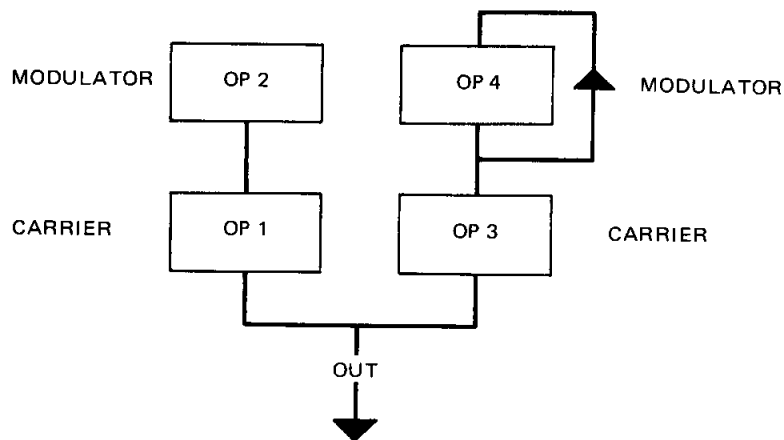 MODULATOR
OP 2
OP 4
MODULATOR
CARRIER
OP 1
OP 3
CARRIER
OUT